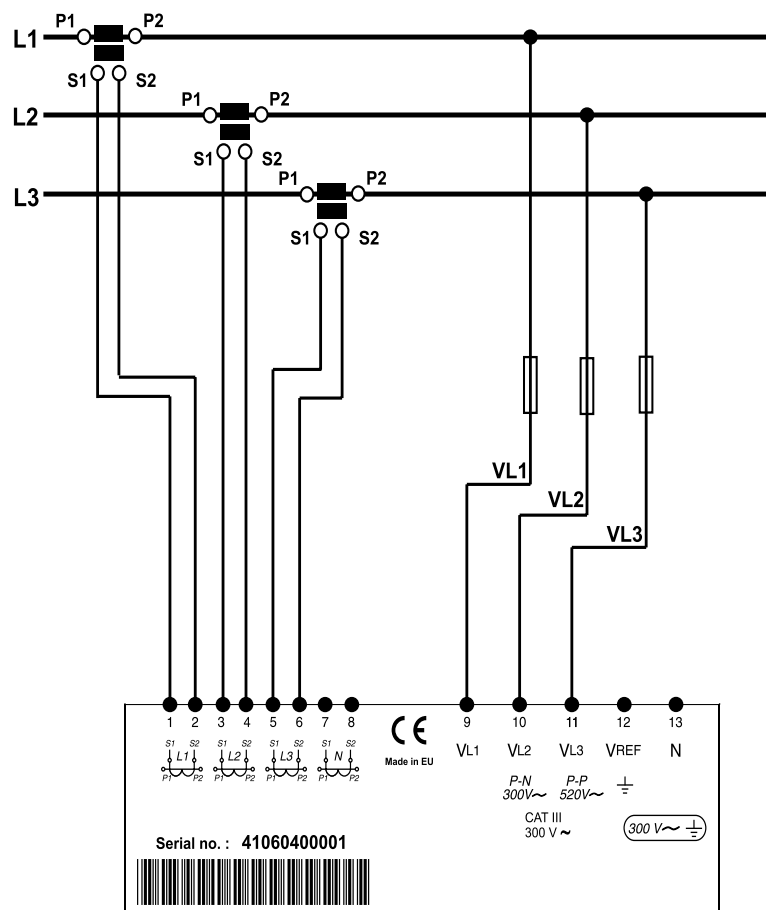 P1 P2
L1
S1 S2
P1 P2
L2
S1 S2
P1 P2
L3
S1 S2
VL1
VL2
VL3
1 2 3 4 5 6 7 8 9 10 11 12 13
S1 S2 S1 S2 S1 S2 S1 S2
L1 L2 L3 N
P1 P2 P1 P2 P1 P2 P1 P2
CE
Made in EU
VL1 VL2 VL3 VREF N
P-N P-P
300V~ 520V~
CAT III
300 V ~
300 V~
Serial no. : 41060400001